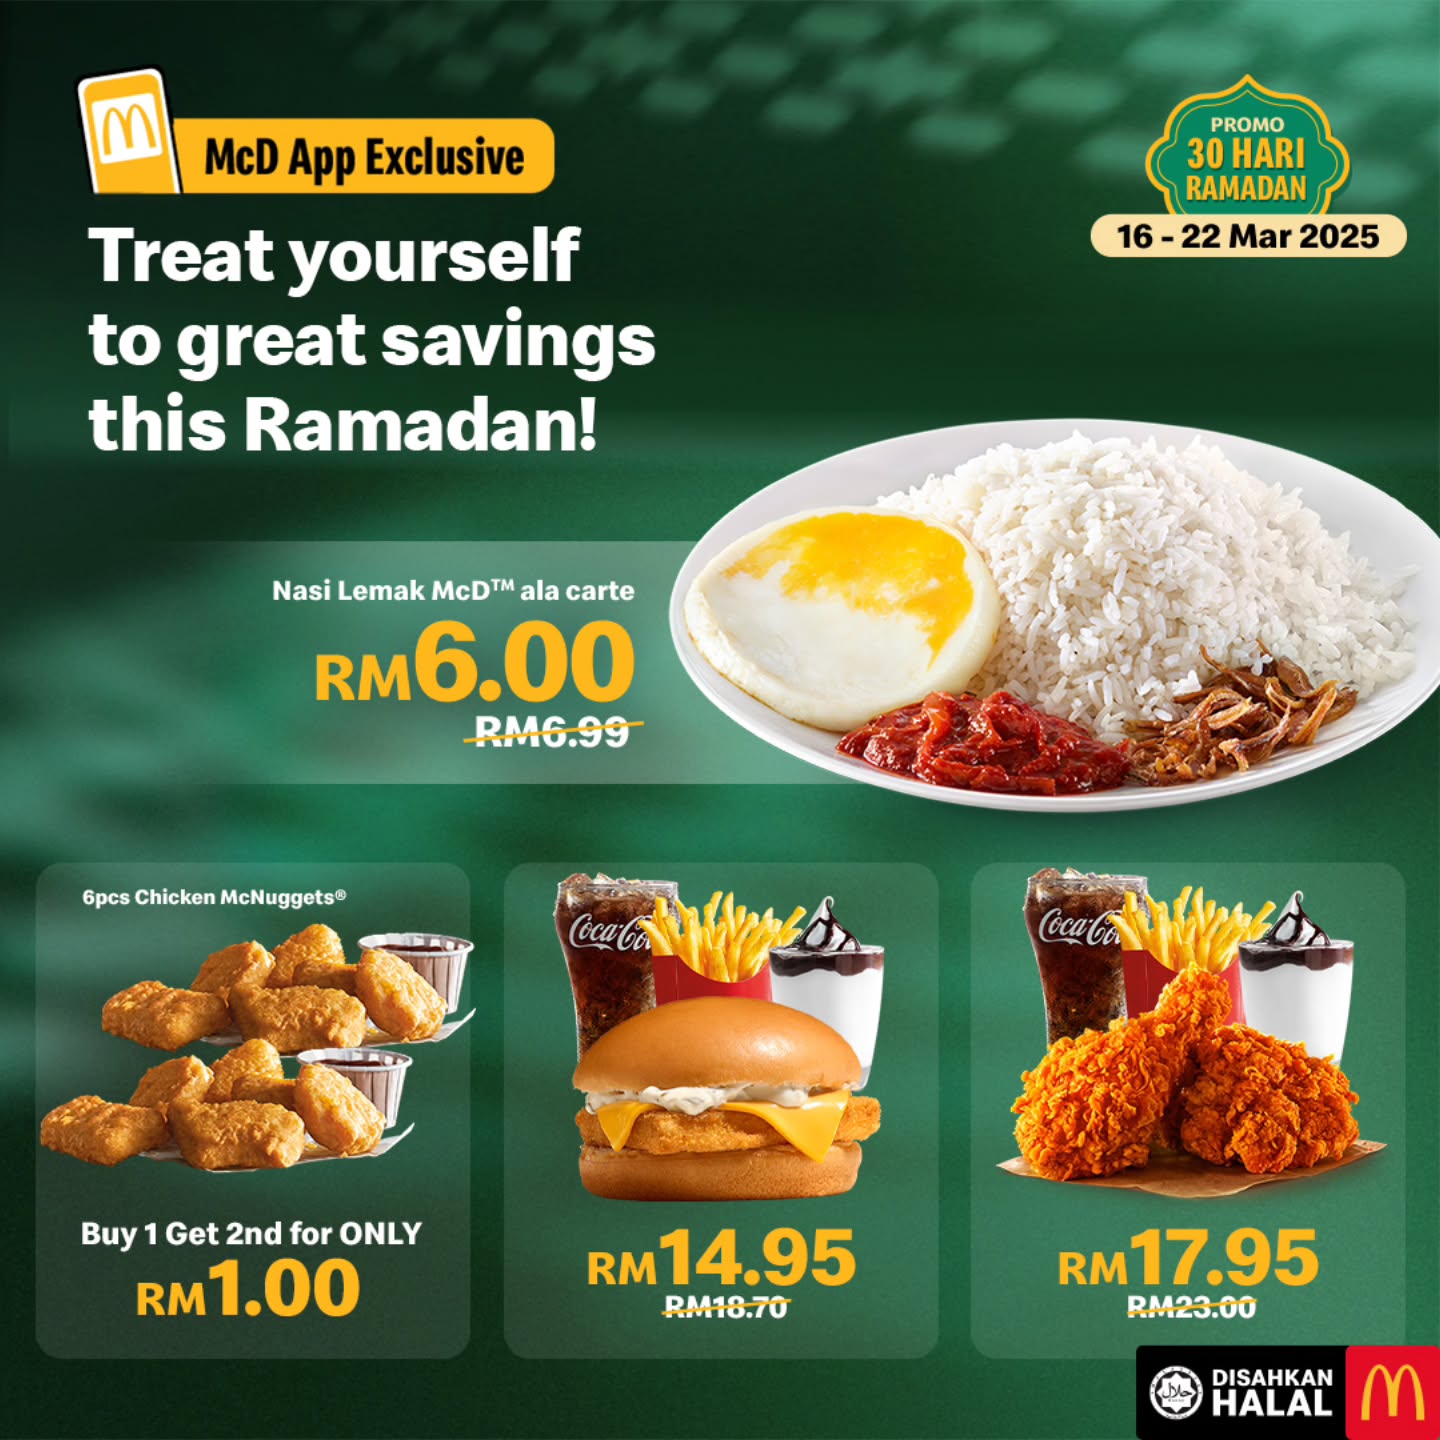 McD App Exclusive
Treat yourself
to great savings
this Ramadan!
PROMO
30 HARI
RAMADAN
16 - 22 Mar 2025
Nasi Lemak McD™ ala carte
RM6.00
RM6.99
6pcs Chicken McNuggets®
Buy 1 Get 2nd for ONLY
RM1.00
Coca-Co
RM14.95
RM18.70
Coca-Co
RM17.95
RM23.00
DISAHKAN
HALAL